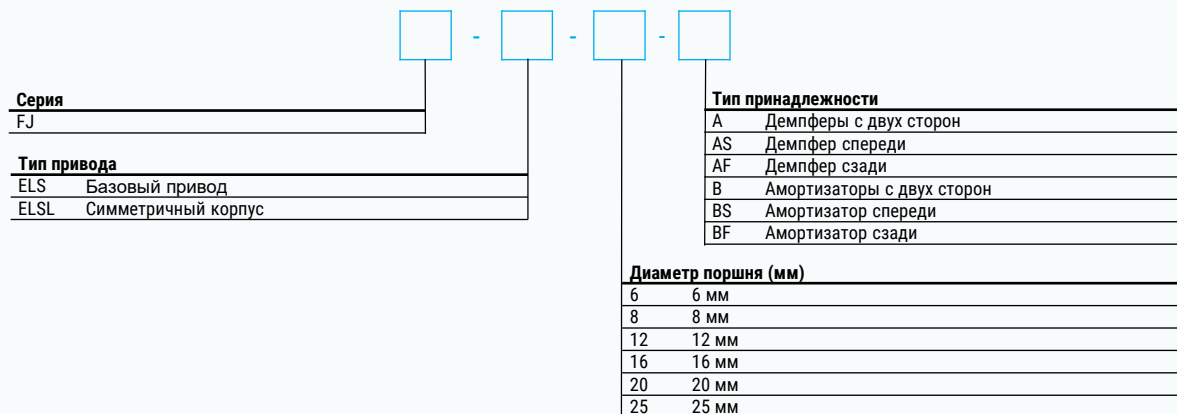 - - -
Серия
FJ
Тип привода
ELS Базовый привод
ELSL Симметричный корпус
Тип принадлежности
A Демпферы с двух сторон
AS Демпфер спереди
AF Демпфер сзади
B Амортизаторы с двух сторон
BS Амортизатор спереди
BF Амортизатор сзади
Диаметр поршня (мм)
6 6 мм
8 8 мм
12 12 мм
16 16 мм
20 20 мм
25 25 мм